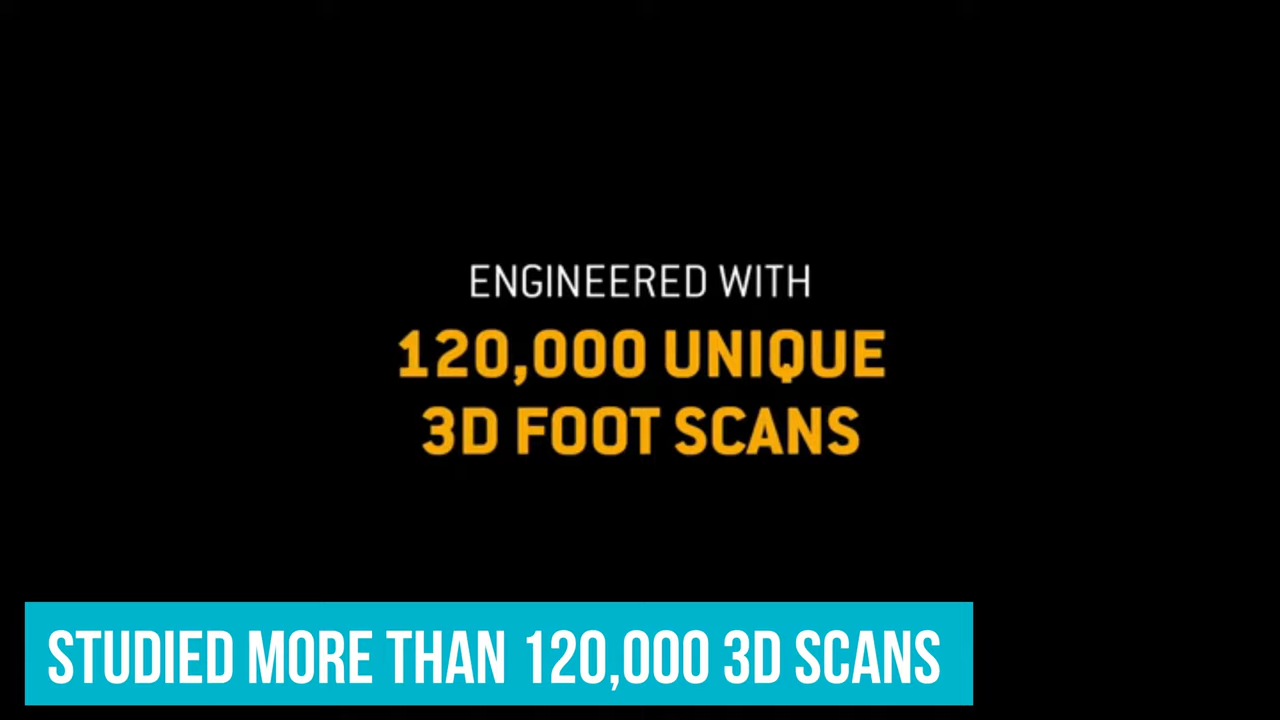 ENGINEERED WITH
120,000 UNIQUE
3D FOOT SCANS
STUDIED MORE THAN 120,000 3D SCANS